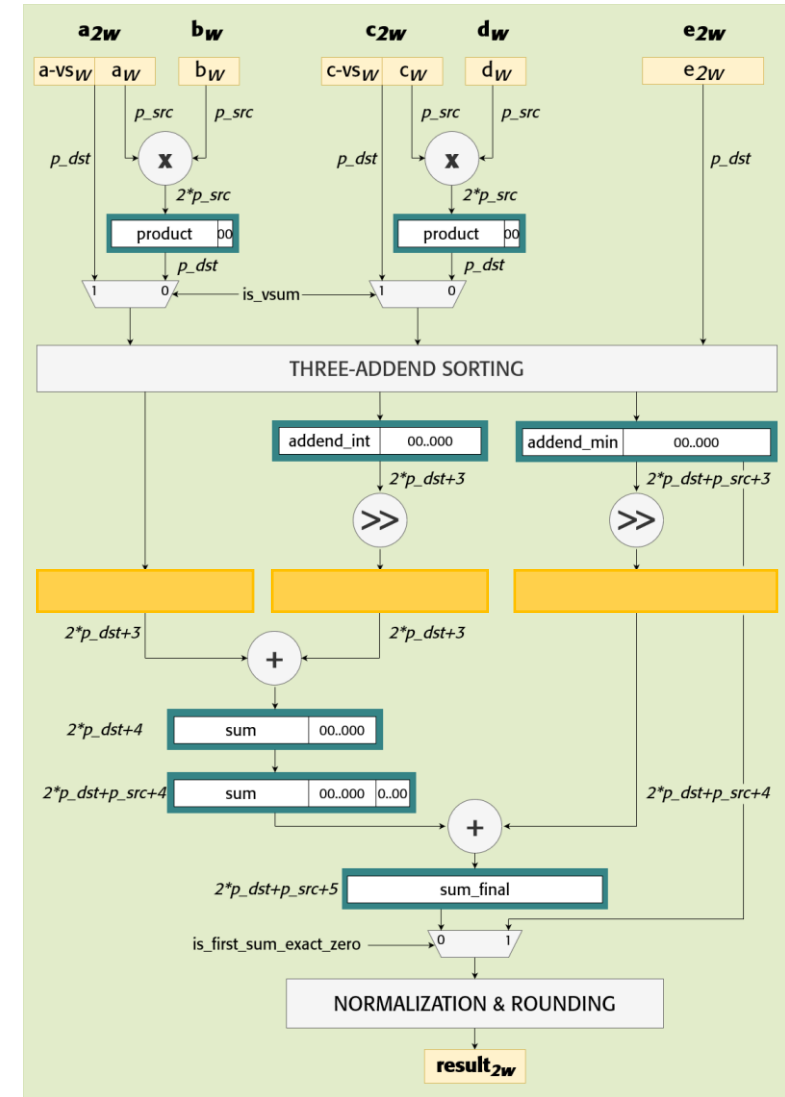 a2w bw c2w dw e2w
a-vsw aw bw c-vsw cw dw e2w
p_src p_src p_src p_src
p_dst x p_dst x p_dst
2*p_src 2*p_src
product 00 product 00
p_dst p_dst
1 0 is_vsum 1 0
THREE-ADDEND SORTING
addend_int 00..000 addend_min 00..000
2*p_dst+3 2*p_dst+p_src+3
>> >>
2*p_dst+3 2*p_dst+3
+
2*p_dst+4 sum 00..000
2*p_dst+p_src+4 sum 00..000 0..00 2*p_dst+p_src+4
+
2*p_dst+p_src+5 sum_final
is_first_sum_exact_zero 0 1
NORMALIZATION & ROUNDING
result2w